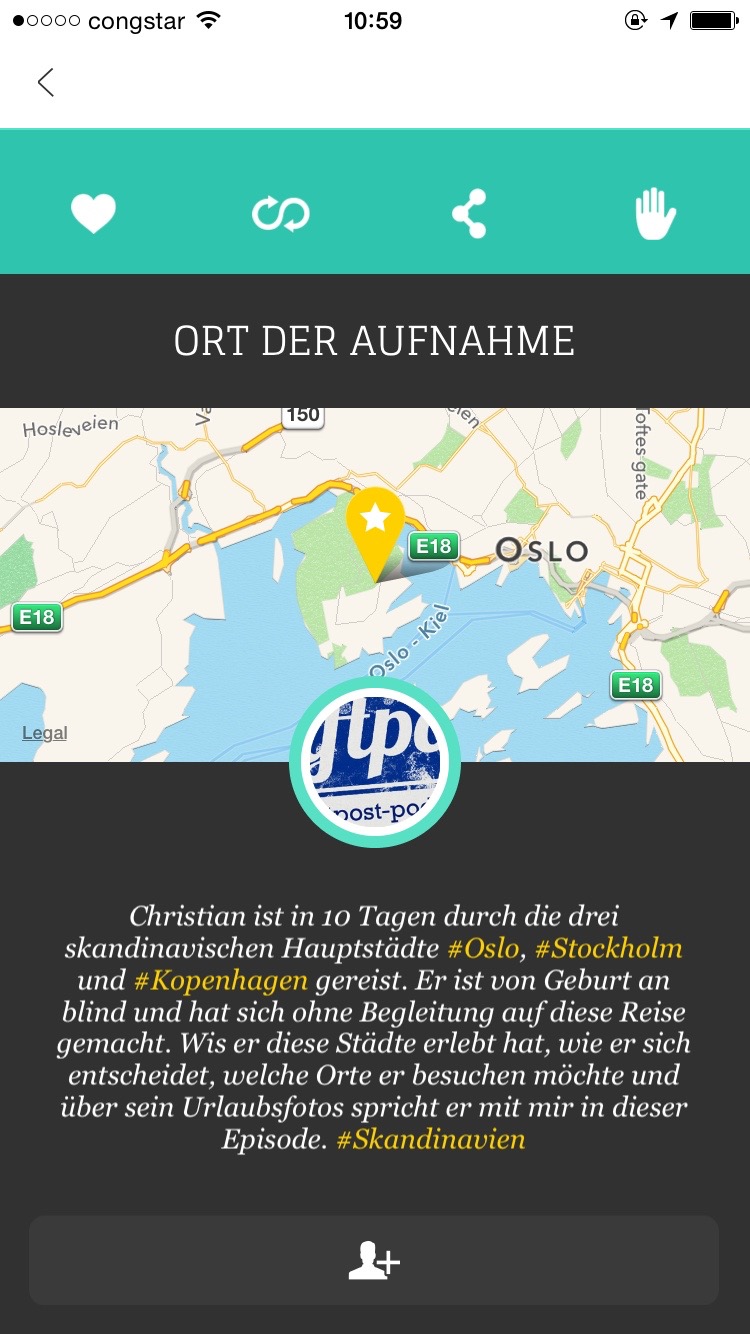 congstar 10:59
ORT DER AUFNAHME
150
Hosleveien
Toftes gate
E18
OSLO
E18
Oslo - Kiel
E18
Legal
post-po
Christian ist in 10 Tagen durch die drei
skandinavischen Hauptstädte #Oslo, #Stockholm
und #Kopenhagen gereist. Er ist von Geburt an
blind und hat sich ohne Begleitung auf diese Reise
gemacht. Wis er diese Städte erlebt hat, wie er sich
entscheidet, welche Orte er besuchen möchte und
über sein Urlaubsfotos spricht er mit mir in dieser
Episode. #Skandinavien